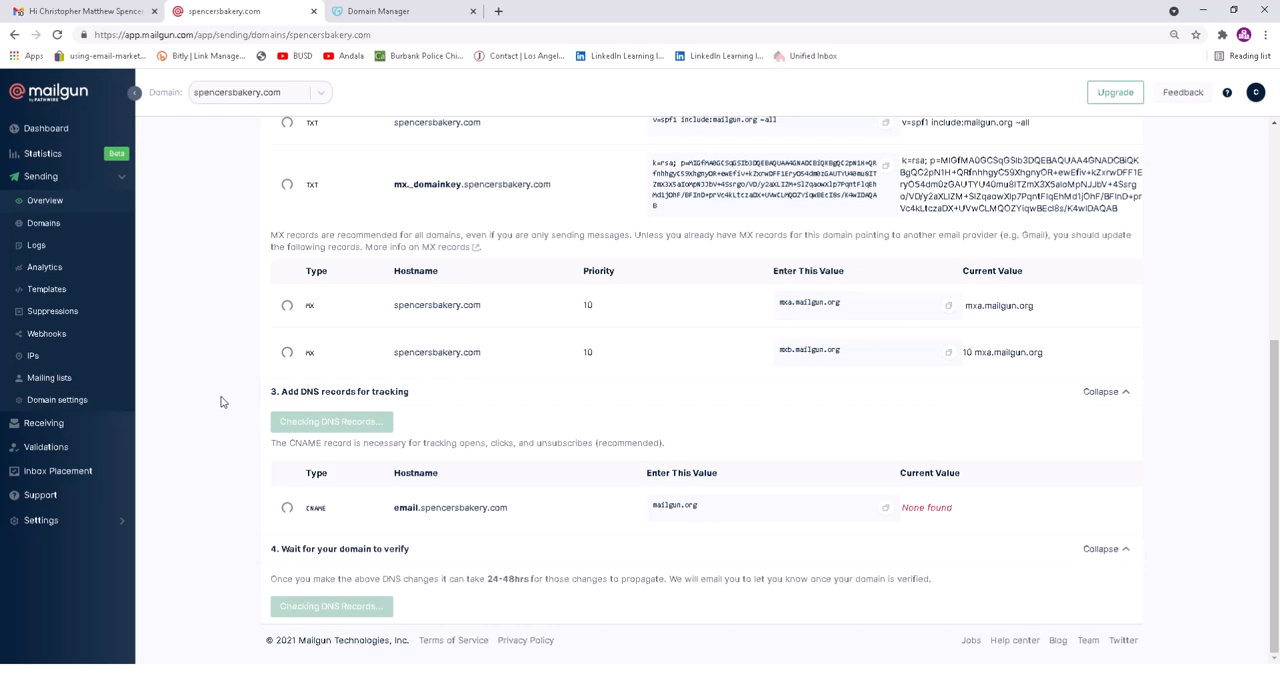 Hi Christopher Matthew Spencer
spencersbakery.com
Domain Manager
https://app.mailgun.com/app/sending/domains/spencersbakery.com
Apps
using-email-market...
Bitly | Link Manage...
BUSD
Andala
Burbank Police Chi...
Contact | Los Angel...
LinkedIn Learning I...
LinkedIn Learning I...
Unified Inbox
Reading list
mailgun
BY PATHWIRE
Domain:
spencersbakery.com
Upgrade
Feedback
C
Dashboard
Statistics
Beta
Sending
Overview
Domains
Logs
Analytics
Templates
Suppressions
Webhooks
IPs
Mailing lists
Domain settings
Receiving
Validations
Inbox Placement
Support
Settings
TXT spencersbakery.com v=spf1 include:mailgun.org ~all v=spf1 include:mailgun.org ~all
TXT mx._domainkey.spencersbakery.com
MX records are recommended for all domains, even if you are only sending messages. Unless you already have MX records for this domain pointing to another email provider (e.g. Gmail), you should update
the following records. More info on MX records
Type Hostname Priority Enter This Value Current Value
MX spencersbakery.com 10 mxa.mailgun.org mxa.mailgun.org
MX spencersbakery.com 10 mxb.mailgun.org 10 mxa.mailgun.org
3. Add DNS records for tracking Collapse
Checking DNS Records...
The CNAME record is necessary for tracking opens, clicks, and unsubscribes (recommended).
Type Hostname Enter This Value Current Value
CNAME email.spencersbakery.com mailgun.org None found
4. Wait for your domain to verify Collapse
Once you make the above DNS changes it can take 24-48hrs for those changes to propagate. We will email you to let you know once your domain is verified.
Checking DNS Records...
© 2021 Mailgun Technologies, Inc. Terms of Service Privacy Policy Jobs Help center Blog Team Twitter